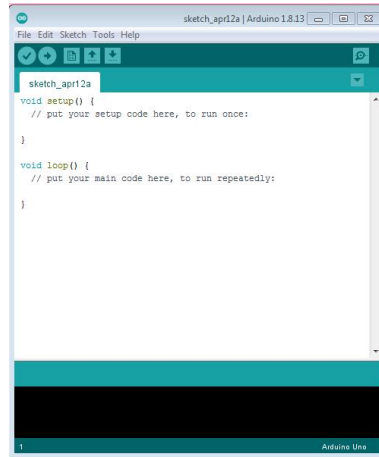 sketch_apr12a | Arduino 1.8.13
File Edit Sketch Tools Help
sketch_apr12a
void setup() {
  // put your setup code here, to run once:
}
void loop() {
  // put your main code here, to run repeatedly:
}
1 Arduino Uno